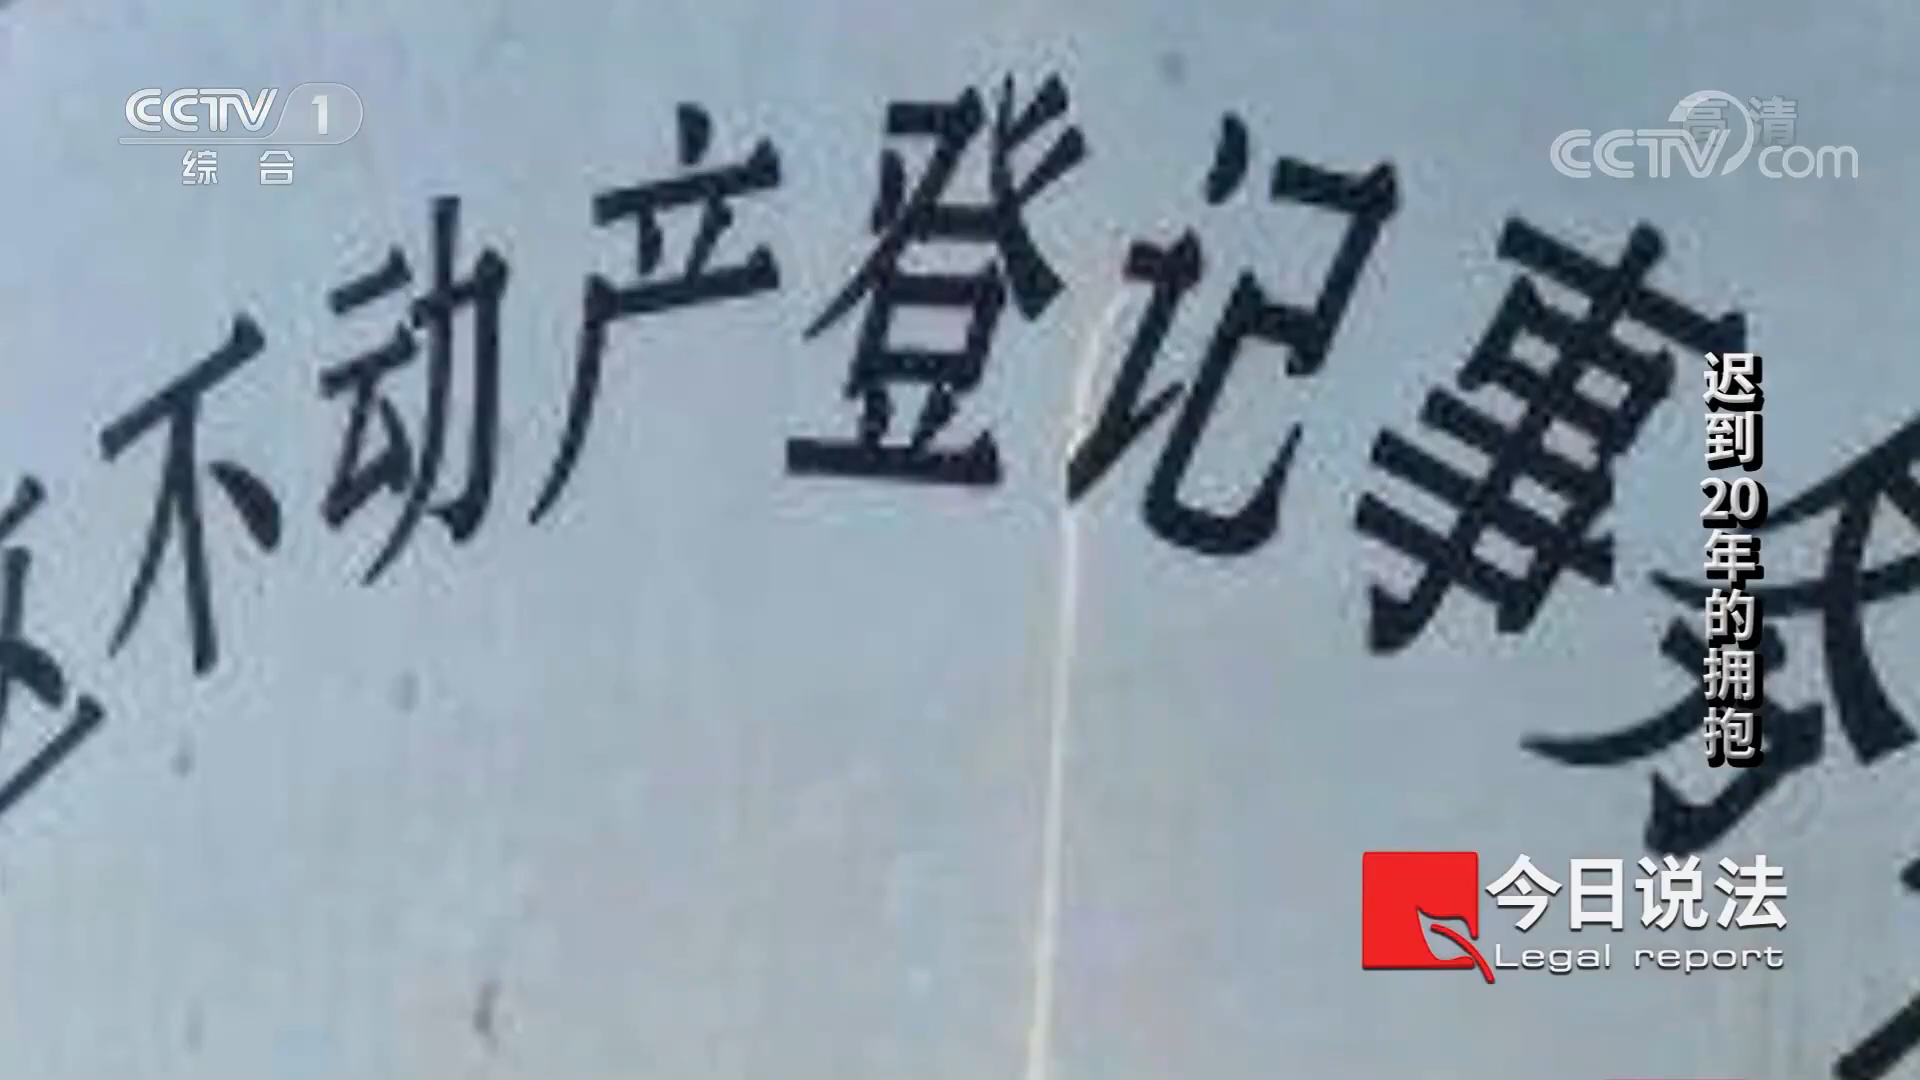 CCTV 1
综合
高清
CCTV.com
不动产登记事务
迟到20年的拥抱
今日说法
Legal report